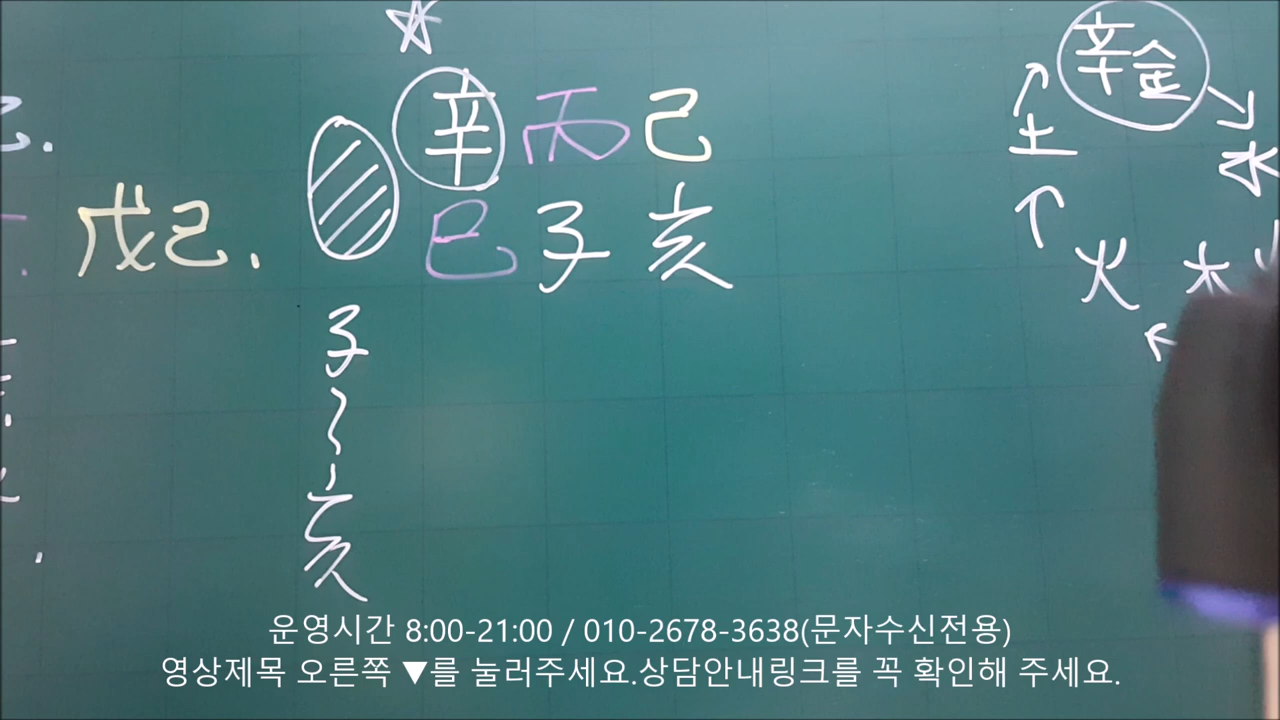 辛 丙 己
巳 子 亥
戊己.
子
~
亥
辛金
土 水
火 木
운영시간 8:00-21:00 / 010-2678-3638(문자수신전용)
영상제목 오른쪽 ▼를 눌러주세요.상담안내링크를 꼭 확인해 주세요.